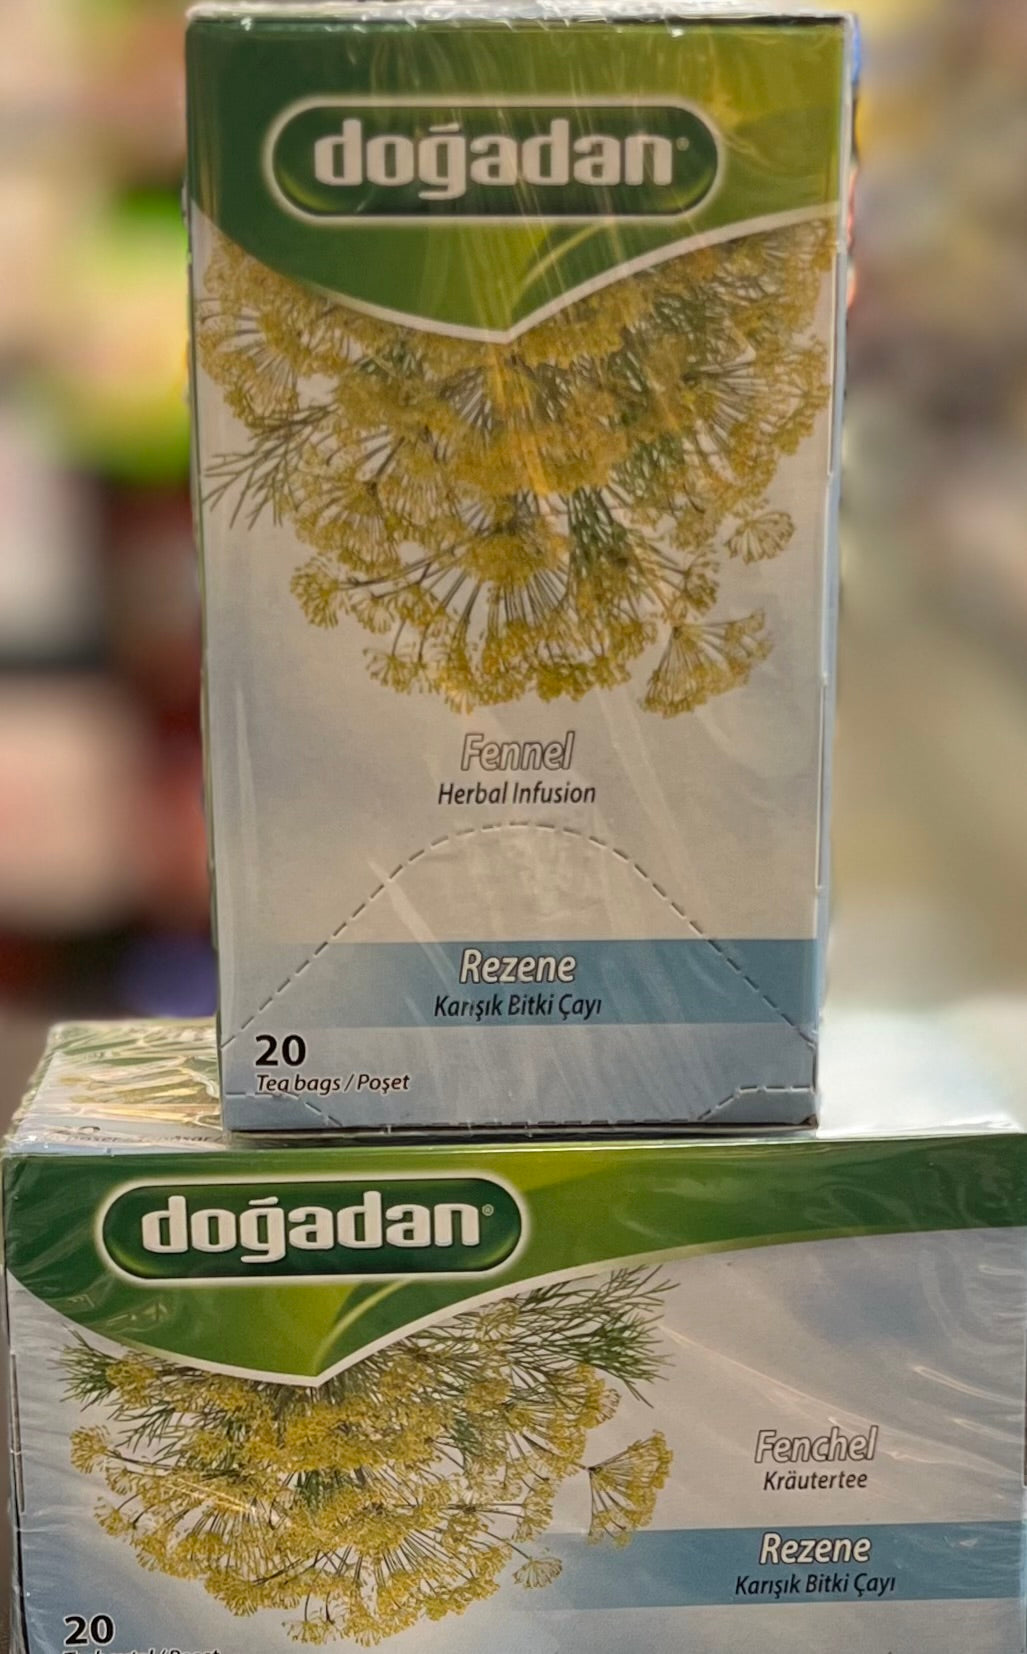 doğadan
Fennel
Herbal Infusion
Rezene
Karışık Bitki Çayı
20
Tea bags / Poşet
doğadan®
Fenchel
Kräutertee
Rezene
Karışık Bitki Çayı
20